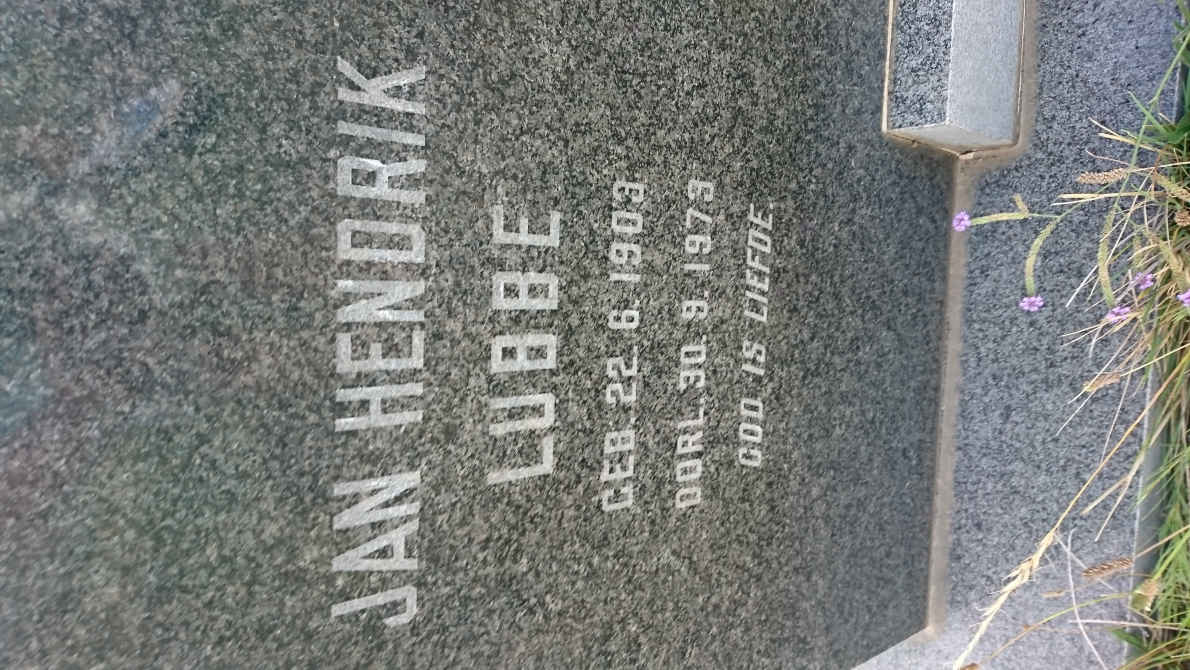 JAN HENDRIK
LUBBE
GEB. 22. 6. 1903
OORL. 30. 9. 1973
GOD IS LIEFDE.